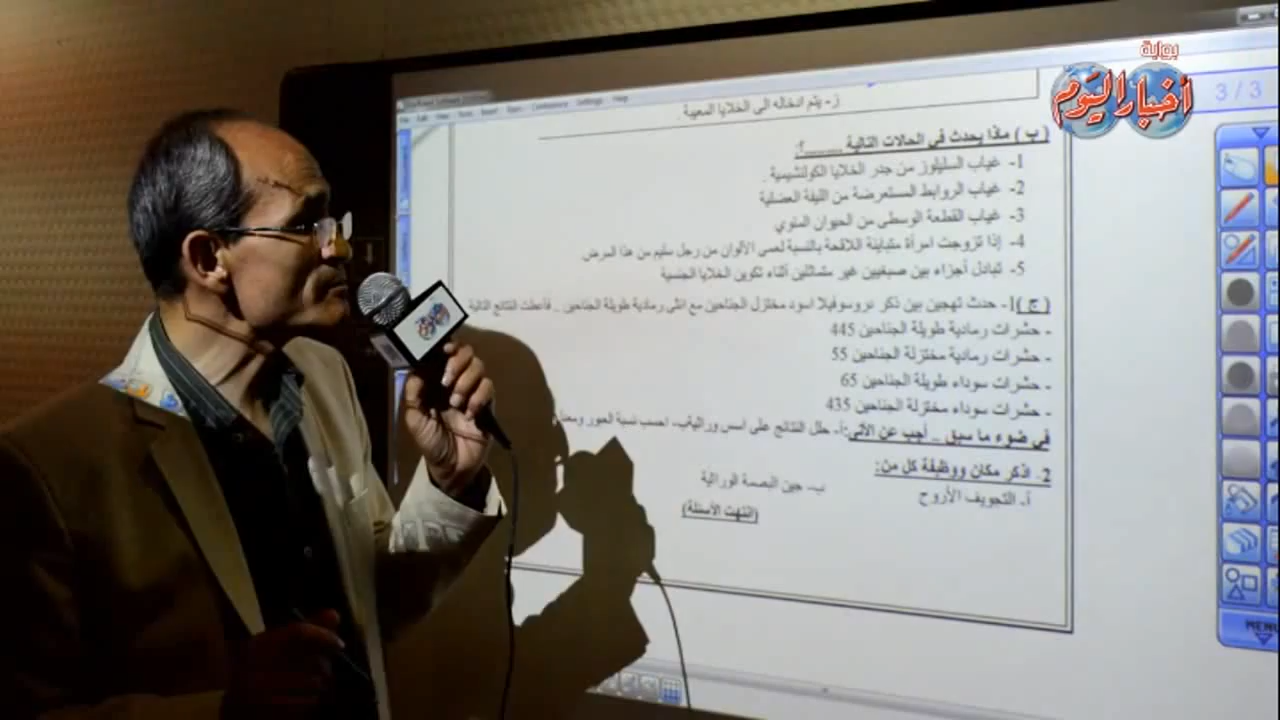 بوابة
أخبار اليوم
3 / 3
ز- يتم ادخاله الى الخلايا المعيبة .
( ب ) ماذا يحدث في الحالات التالية ........؟:
1- غياب السليلوز من جدر الخلايا الكولنشيمية .
2- غياب الروابط المستعرضة من الليفة العضلية
3- غياب القطعة الوسطى من الحيوان المنوي
4- إذا تزوجت امرأة متباينة اللاقحة بالنسبة لعمى الألوان من رجل سليم من هذا المرض.
5- تبادل أجزاء بين صبغيين غير متماثلين أثناء تكوين الخلايا الجنسية
( ج )1- حدث تهجين بين ذكر دروسوفيلا اسود مختزل الجناحين مع انثى رمادية طويلة الجناحين .. فأعطت النتائج التالية
- حشرات رمادية طويلة الجناحين 445
- حشرات رمادية مختزلة الجناحين 55
- حشرات سوداء طويلة الجناحين 65
- حشرات سوداء مختزلة الجناحين 435
في ضوء ما سبق .. أجب عن الآتى:أ- حلل النتائج على اسس وراثية ب- احسب نسبة العبور
2. اذكر مكان ووظيفة كل من:
أ- التجويف الأروح ب- جين البصمة الوراثية
(انتهت الأسئلة)
MENU